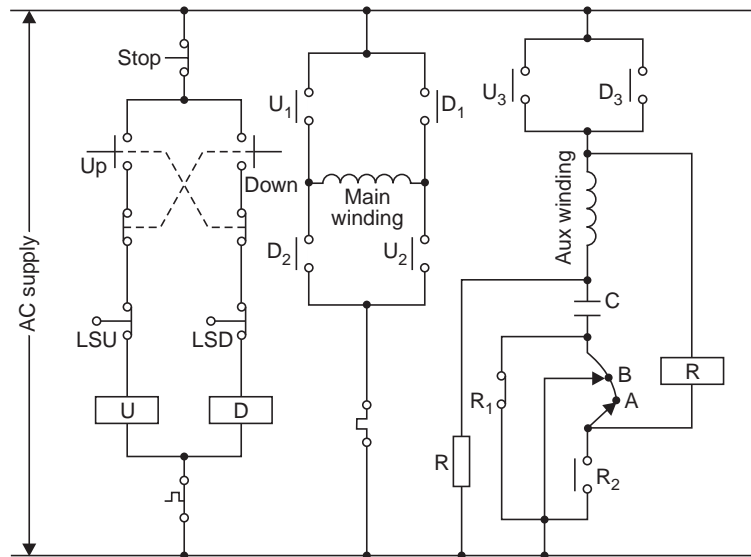 AC supply
Stop
Up
Down
LSU
LSD
U
D
U1
D1
Main
winding
D2
U2
U3
D3
Aux winding
C
B
A
R1
R
R
R2